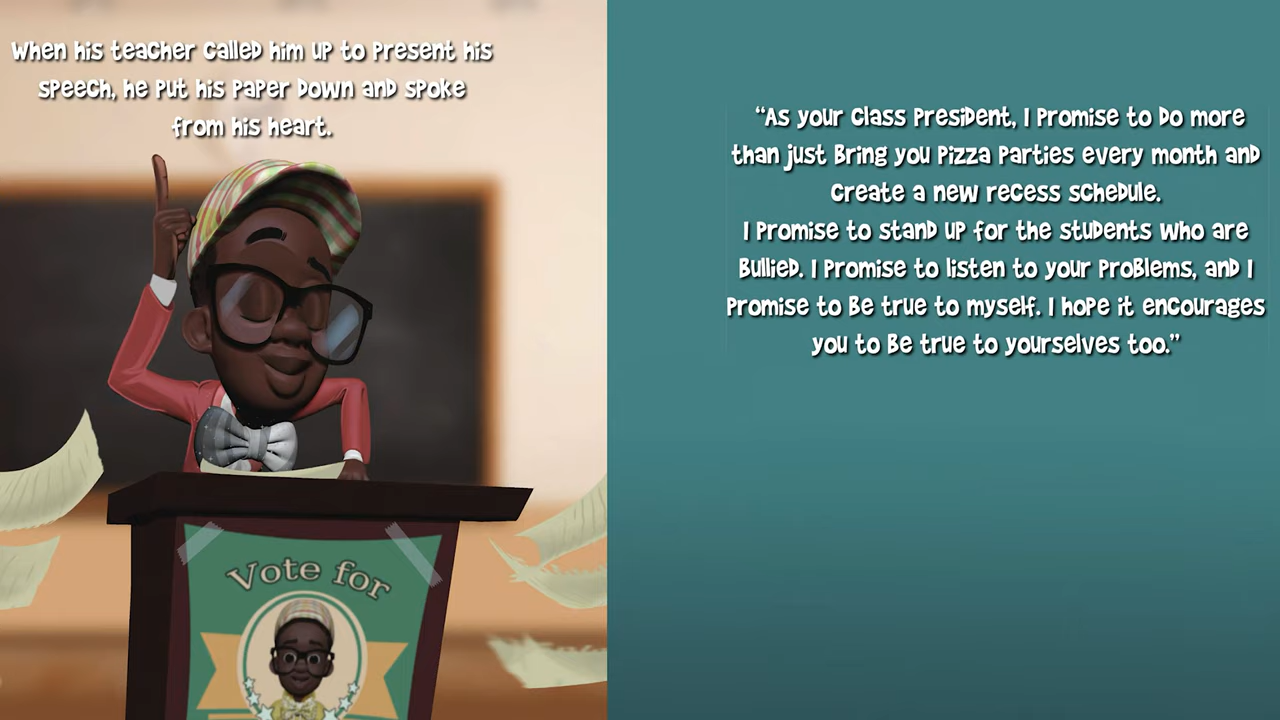 When his teacher called him up to present his
speech, he put his paper down and spoke
from his heart.
Vote for
“As your class president, I promise to do more
than just bring you pizza parties every month and
create a new recess schedule.
I promise to stand up for the students who are
bullied. I promise to listen to your problems, and I
promise to be true to myself. I hope it encourages
you to be true to yourselves too.”